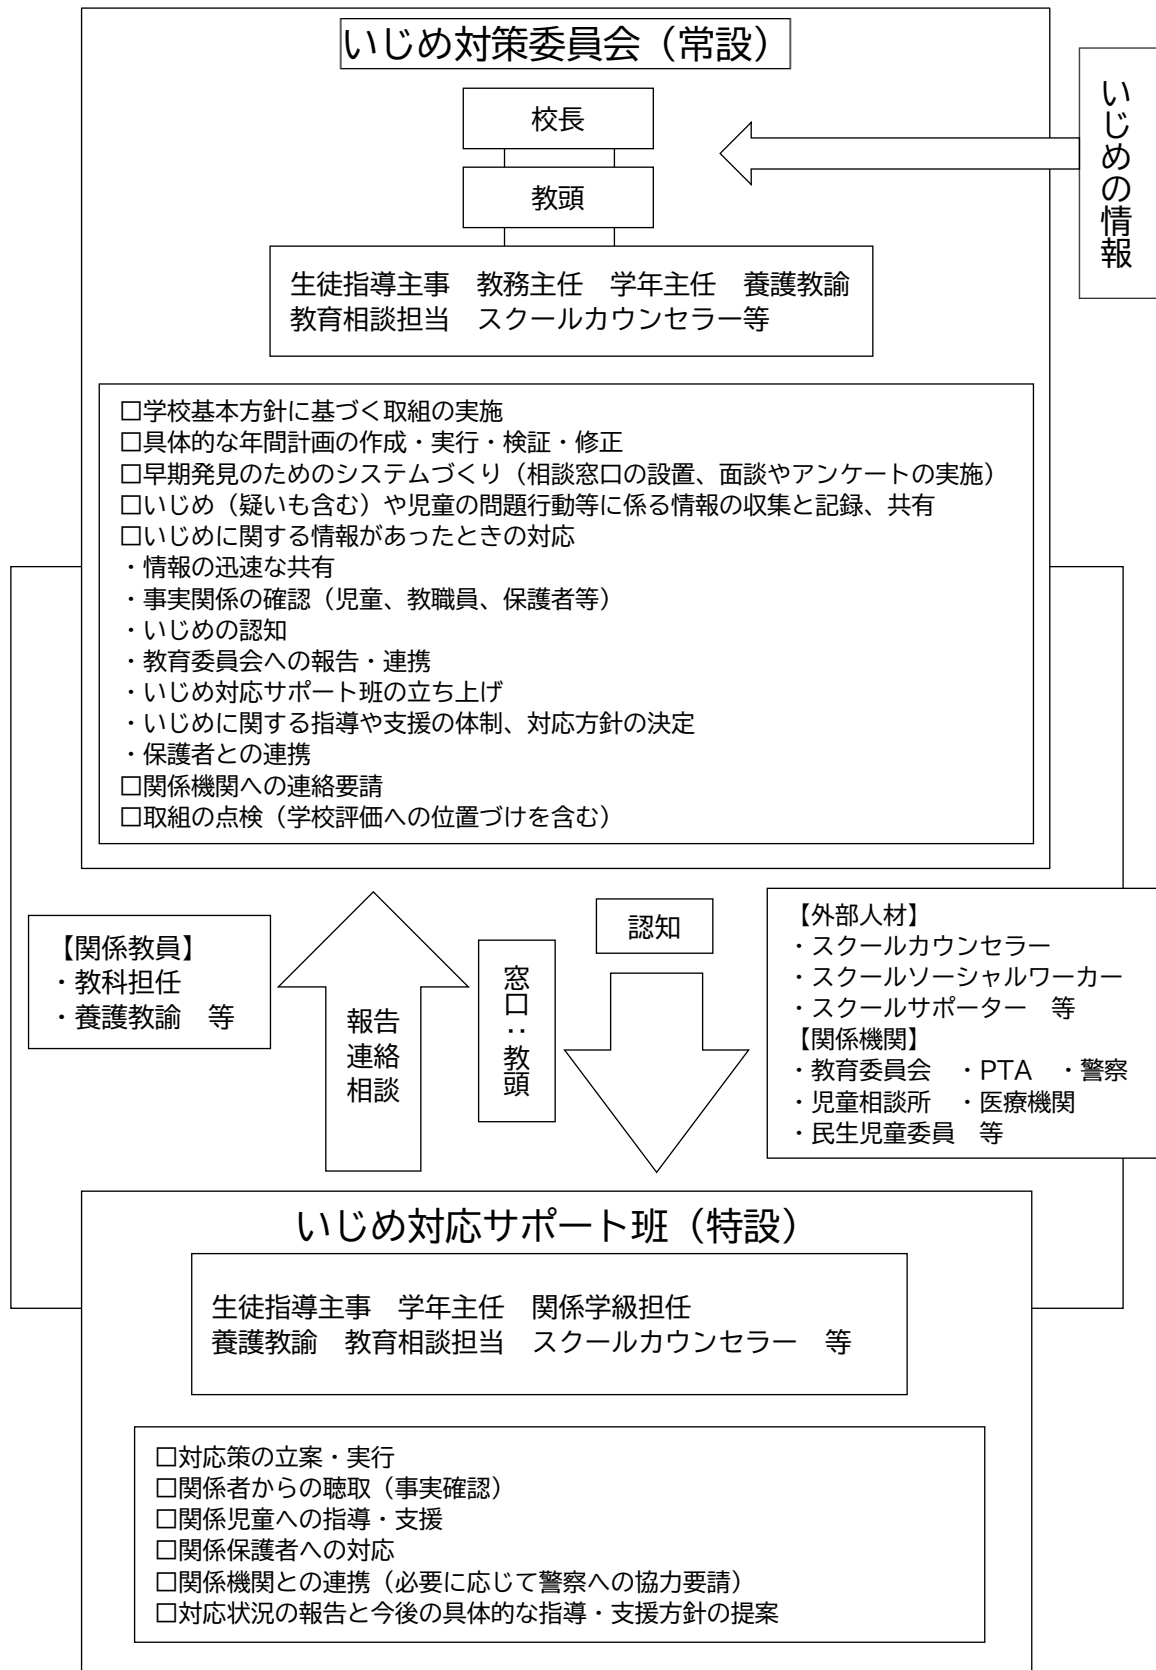 いじめ対策委員会（常設）
校長
教頭
いじめの情報
生徒指導主事　教務主任　学年主任　養護教諭
教育相談担当　スクールカウンセラー等
□学校基本方針に基づく取組の実施
□具体的な年間計画の作成・実行・検証・修正
□早期発見のためのシステムづくり（相談窓口の設置、面談やアンケートの実施）
□いじめ（疑いも含む）や児童の問題行動等に係る情報の収集と記録、共有
□いじめに関する情報があったときの対応
・情報の迅速な共有
・事実関係の確認（児童、教職員、保護者等）
・いじめの認知
・教育委員会への報告・連携
・いじめ対応サポート班の立ち上げ
・いじめに関する指導や支援の体制、対応方針の決定
・保護者との連携
□関係機関への連絡要請
□取組の点検（学校評価への位置づけを含む）
【関係教員】
・教科担任
・養護教諭　等
報告
連絡
相談
窓口：教頭
認知
【外部人材】
・スクールカウンセラー
・スクールソーシャルワーカー
・スクールサポーター　等
【関係機関】
・教育委員会　・PTA　・警察
・児童相談所　・医療機関
・民生児童委員　等
いじめ対応サポート班（特設）
生徒指導主事　学年主任　関係学級担任
養護教諭　教育相談担当　スクールカウンセラー　等
□対応策の立案・実行
□関係者からの聴取（事実確認）
□関係児童への指導・支援
□関係保護者への対応
□関係機関との連携（必要に応じて警察への協力要請）
□対応状況の報告と今後の具体的な指導・支援方針の提案